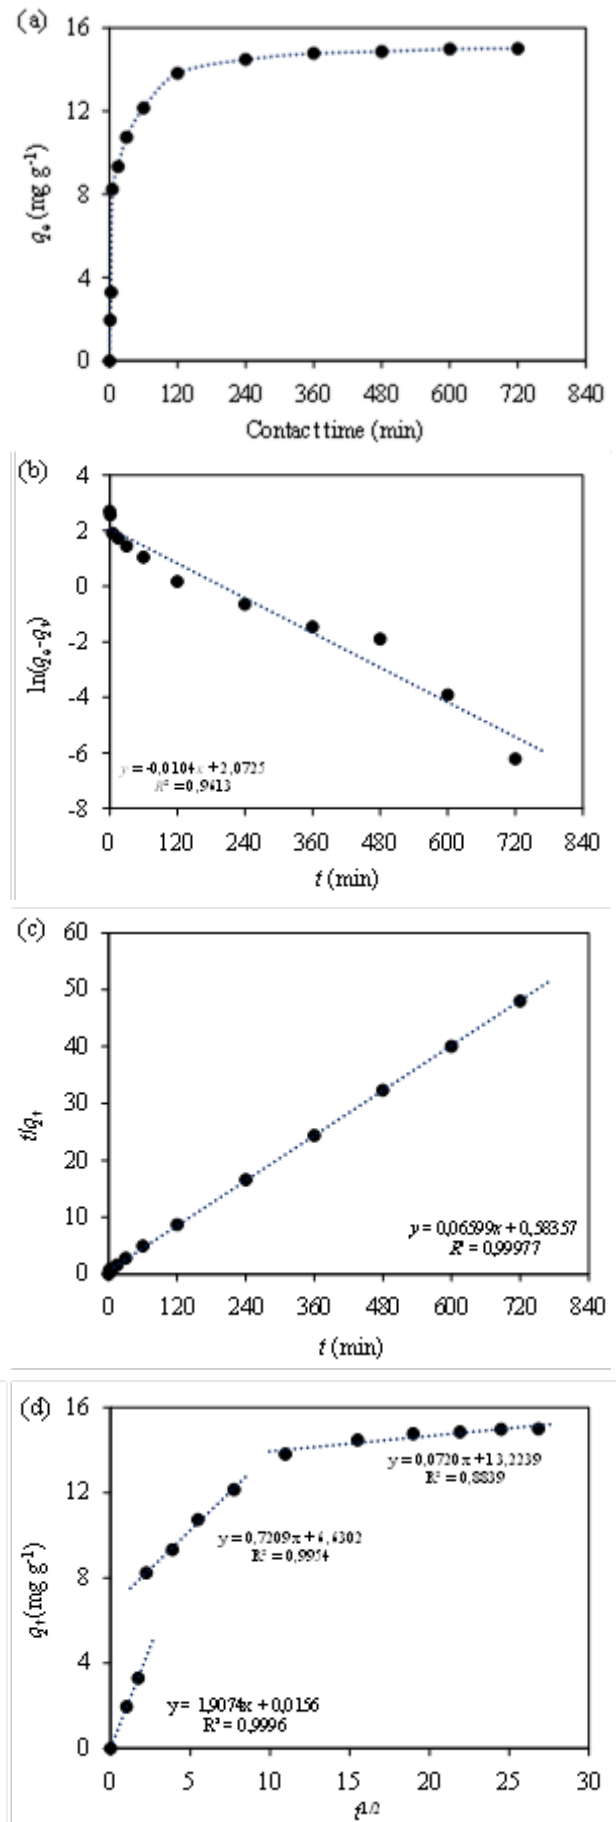 (a)
16
12
8
4
0
qₑ (mg g⁻¹)
0 120 240 360 480 600 720 840
Contact time (min)
(b)
4
2
0
-2
-4
-6
-8
ln(qₑ-qₜ)
y = -0,0104x + 2,0725
R² = 0,9613
0 120 240 360 480 600 720 840
t (min)
(c)
60
50
40
30
20
10
0
t/qₜ
y = 0,06599x + 0,58357
R² = 0,99977
0 120 240 360 480 600 720 840
t (min)
(d)
16
12
8
4
0
qₜ (mg g⁻¹)
y = 0,0720x + 13,2239
R² = 0,8839
y = 0,7209x + 6,6302
R² = 0,9954
y = 1,9074x + 0,0156
R² = 0,9996
0 5 10 15 20 25 30
t¹/²